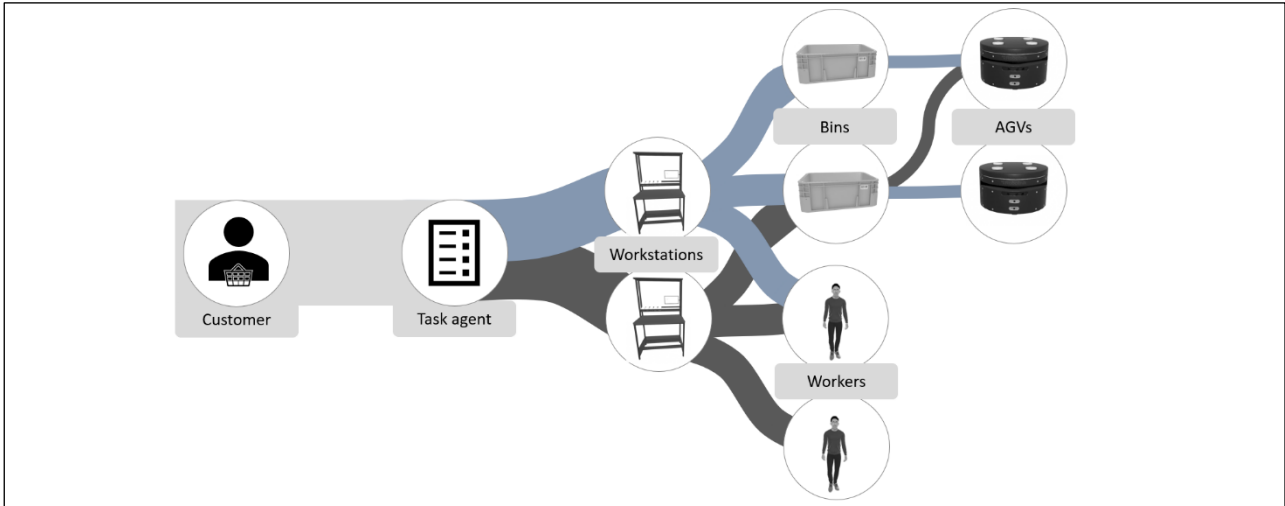 Bins
AGVs
Workstations
Customer
Task agent
Workers